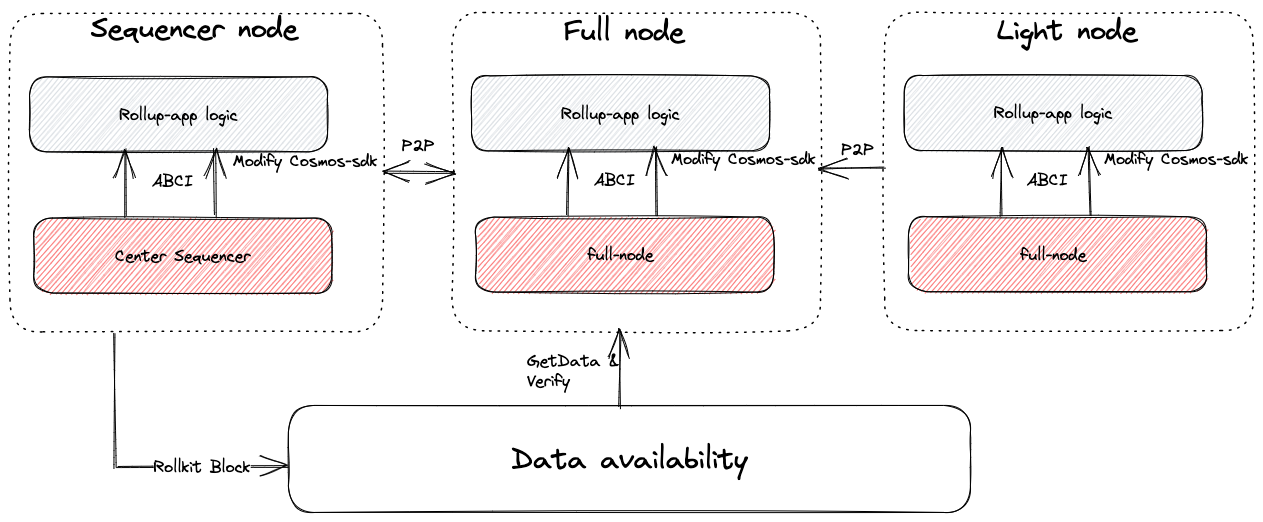 Sequencer node
Full node
Light node
Rollup-app logic
Rollup-app logic
Rollup-app logic
Modify Cosmos-sdk
P2P
Modify Cosmos-sdk
P2P
Modify Cosmos-sdk
ABCI
ABCI
ABCI
Center Sequencer
full-node
full-node
GetData &
Verify
Rollkit Block
Data availability